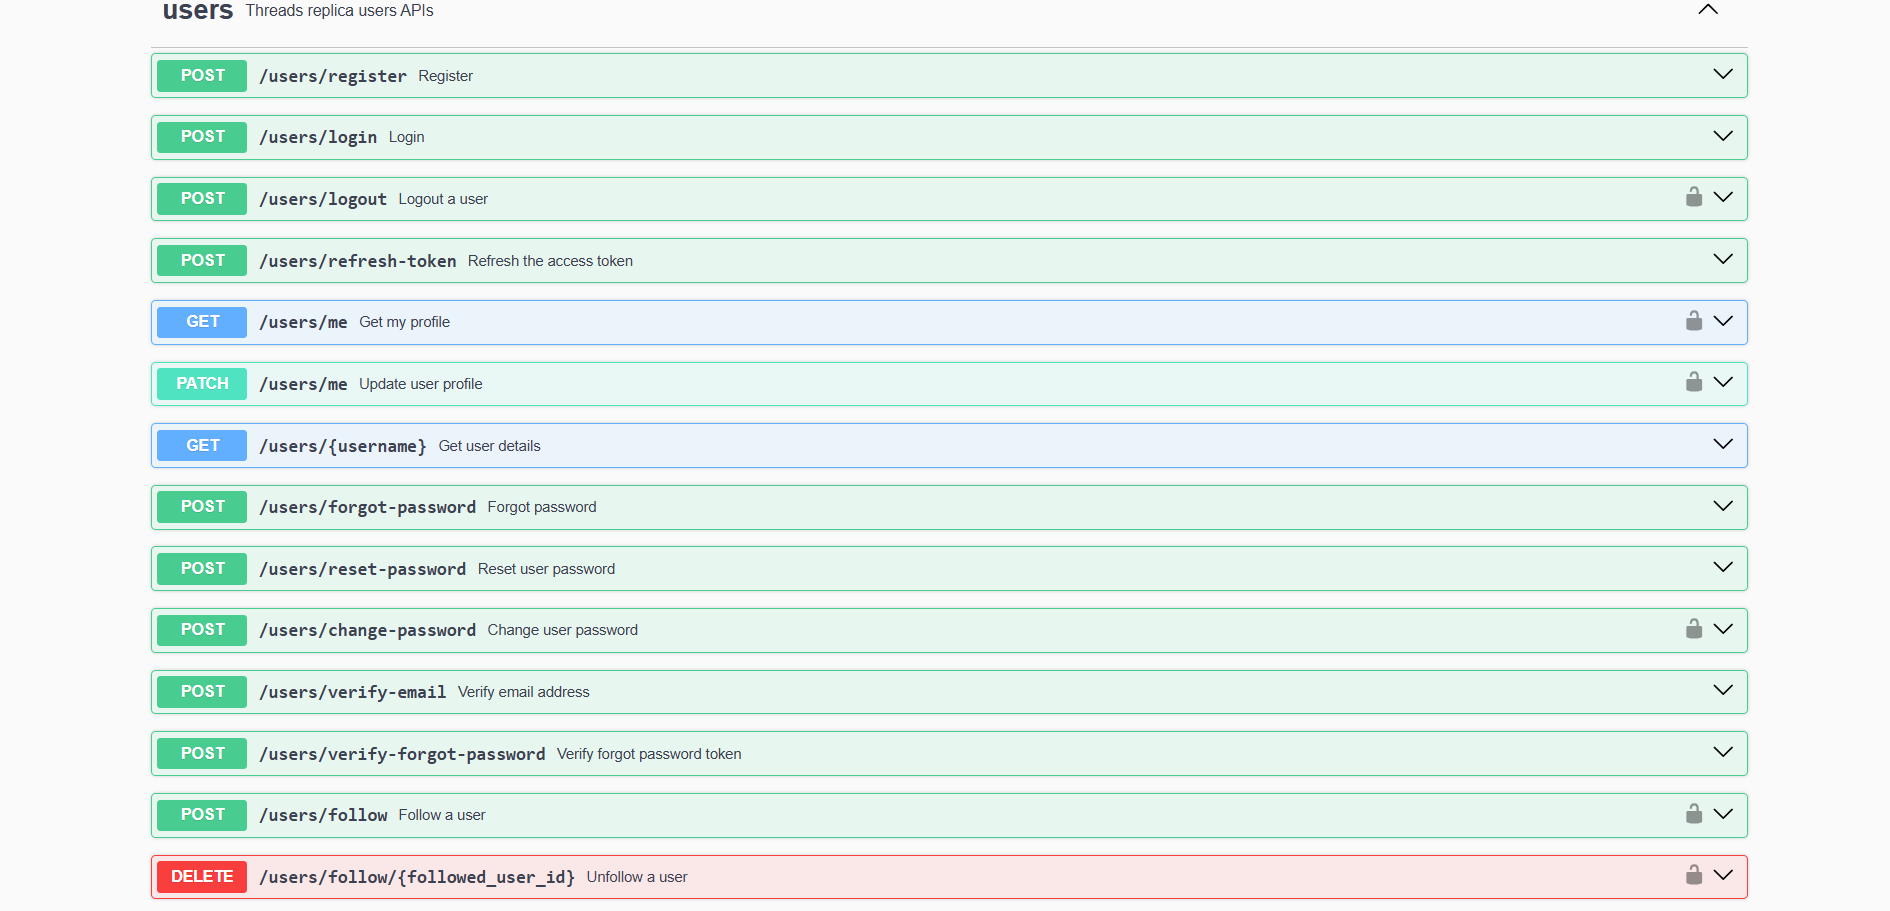 users Threads replica users APIs
POST /users/register Register
POST /users/login Login
POST /users/logout Logout a user
POST /users/refresh-token Refresh the access token
GET /users/me Get my profile
PATCH /users/me Update user profile
GET /users/{username} Get user details
POST /users/forgot-password Forgot password
POST /users/reset-password Reset user password
POST /users/change-password Change user password
POST /users/verify-email Verify email address
POST /users/verify-forgot-password Verify forgot password token
POST /users/follow Follow a user
DELETE /users/follow/{followed_user_id} Unfollow a user